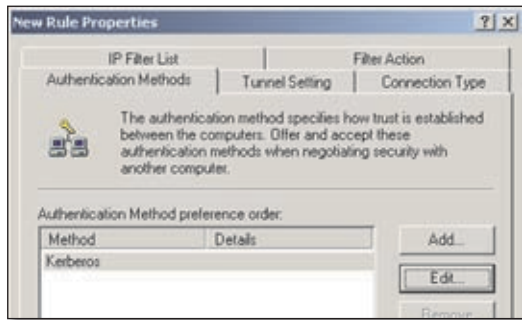 New Rule Properties
IP Filter List Filter Action
Authentication Methods Tunnel Setting Connection Type
The authentication method specifies how trust is established
between the computers. Offer and accept these
authentication methods when negotiating security with
another computer.
Authentication Method preference order:
Method Details
Kerberos
Add...
Edit...
Remove